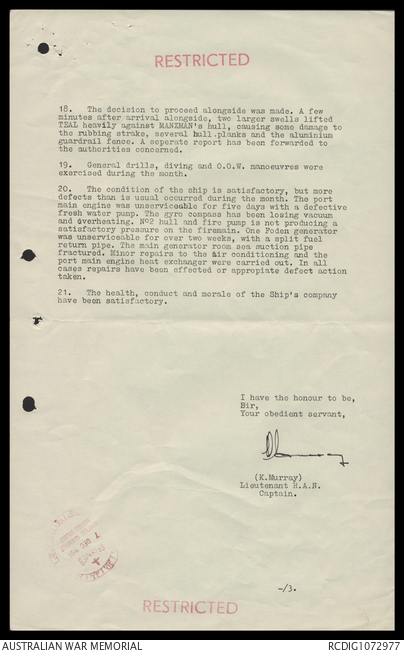 RESTRICTED
18. The decision to proceed alongside was made. A few
minutes after arrival alongside, two larger swells lifted
TEAL heavily against MANXMAN's hull, causing some damage to
the rubbing strake, several hull planks and the aluminium
guardrail fence. A seperate report has been forwarded to
the authorities concerned.
19. General drills, diving and O.O.W. manoeuvres were
exercised during the month.
20. The condition of the ship is satisfactory, but more
defects than is usual occurred during the month. The port
main engine was unserviceable for five days with a defective
fresh water pump. The gyro compass has been losing vacuum
and overheating. Nº2 hull and fire pump is not producing a
satisfactory pressure on the firemain. One Foden generator
was unserviceable for over two weeks, with a split fuel
return pipe. The main generator room sea suction pipe
fractured. Minor repairs to the air conditioning and the
port main engine heat exchanger were carried out. In all
cases repairs have been effected or appropiate defect action
taken.
21. The health, conduct and morale of the Ship's company
have been satisfactory.
I have the honour to be,
Sir,
Your obedient servant,
(K.Murray)
Lieutenant R.A.N.
Captain.
-/3.
RESTRICTED
AUSTRALIAN WAR MEMORIAL
RCDIG1072977